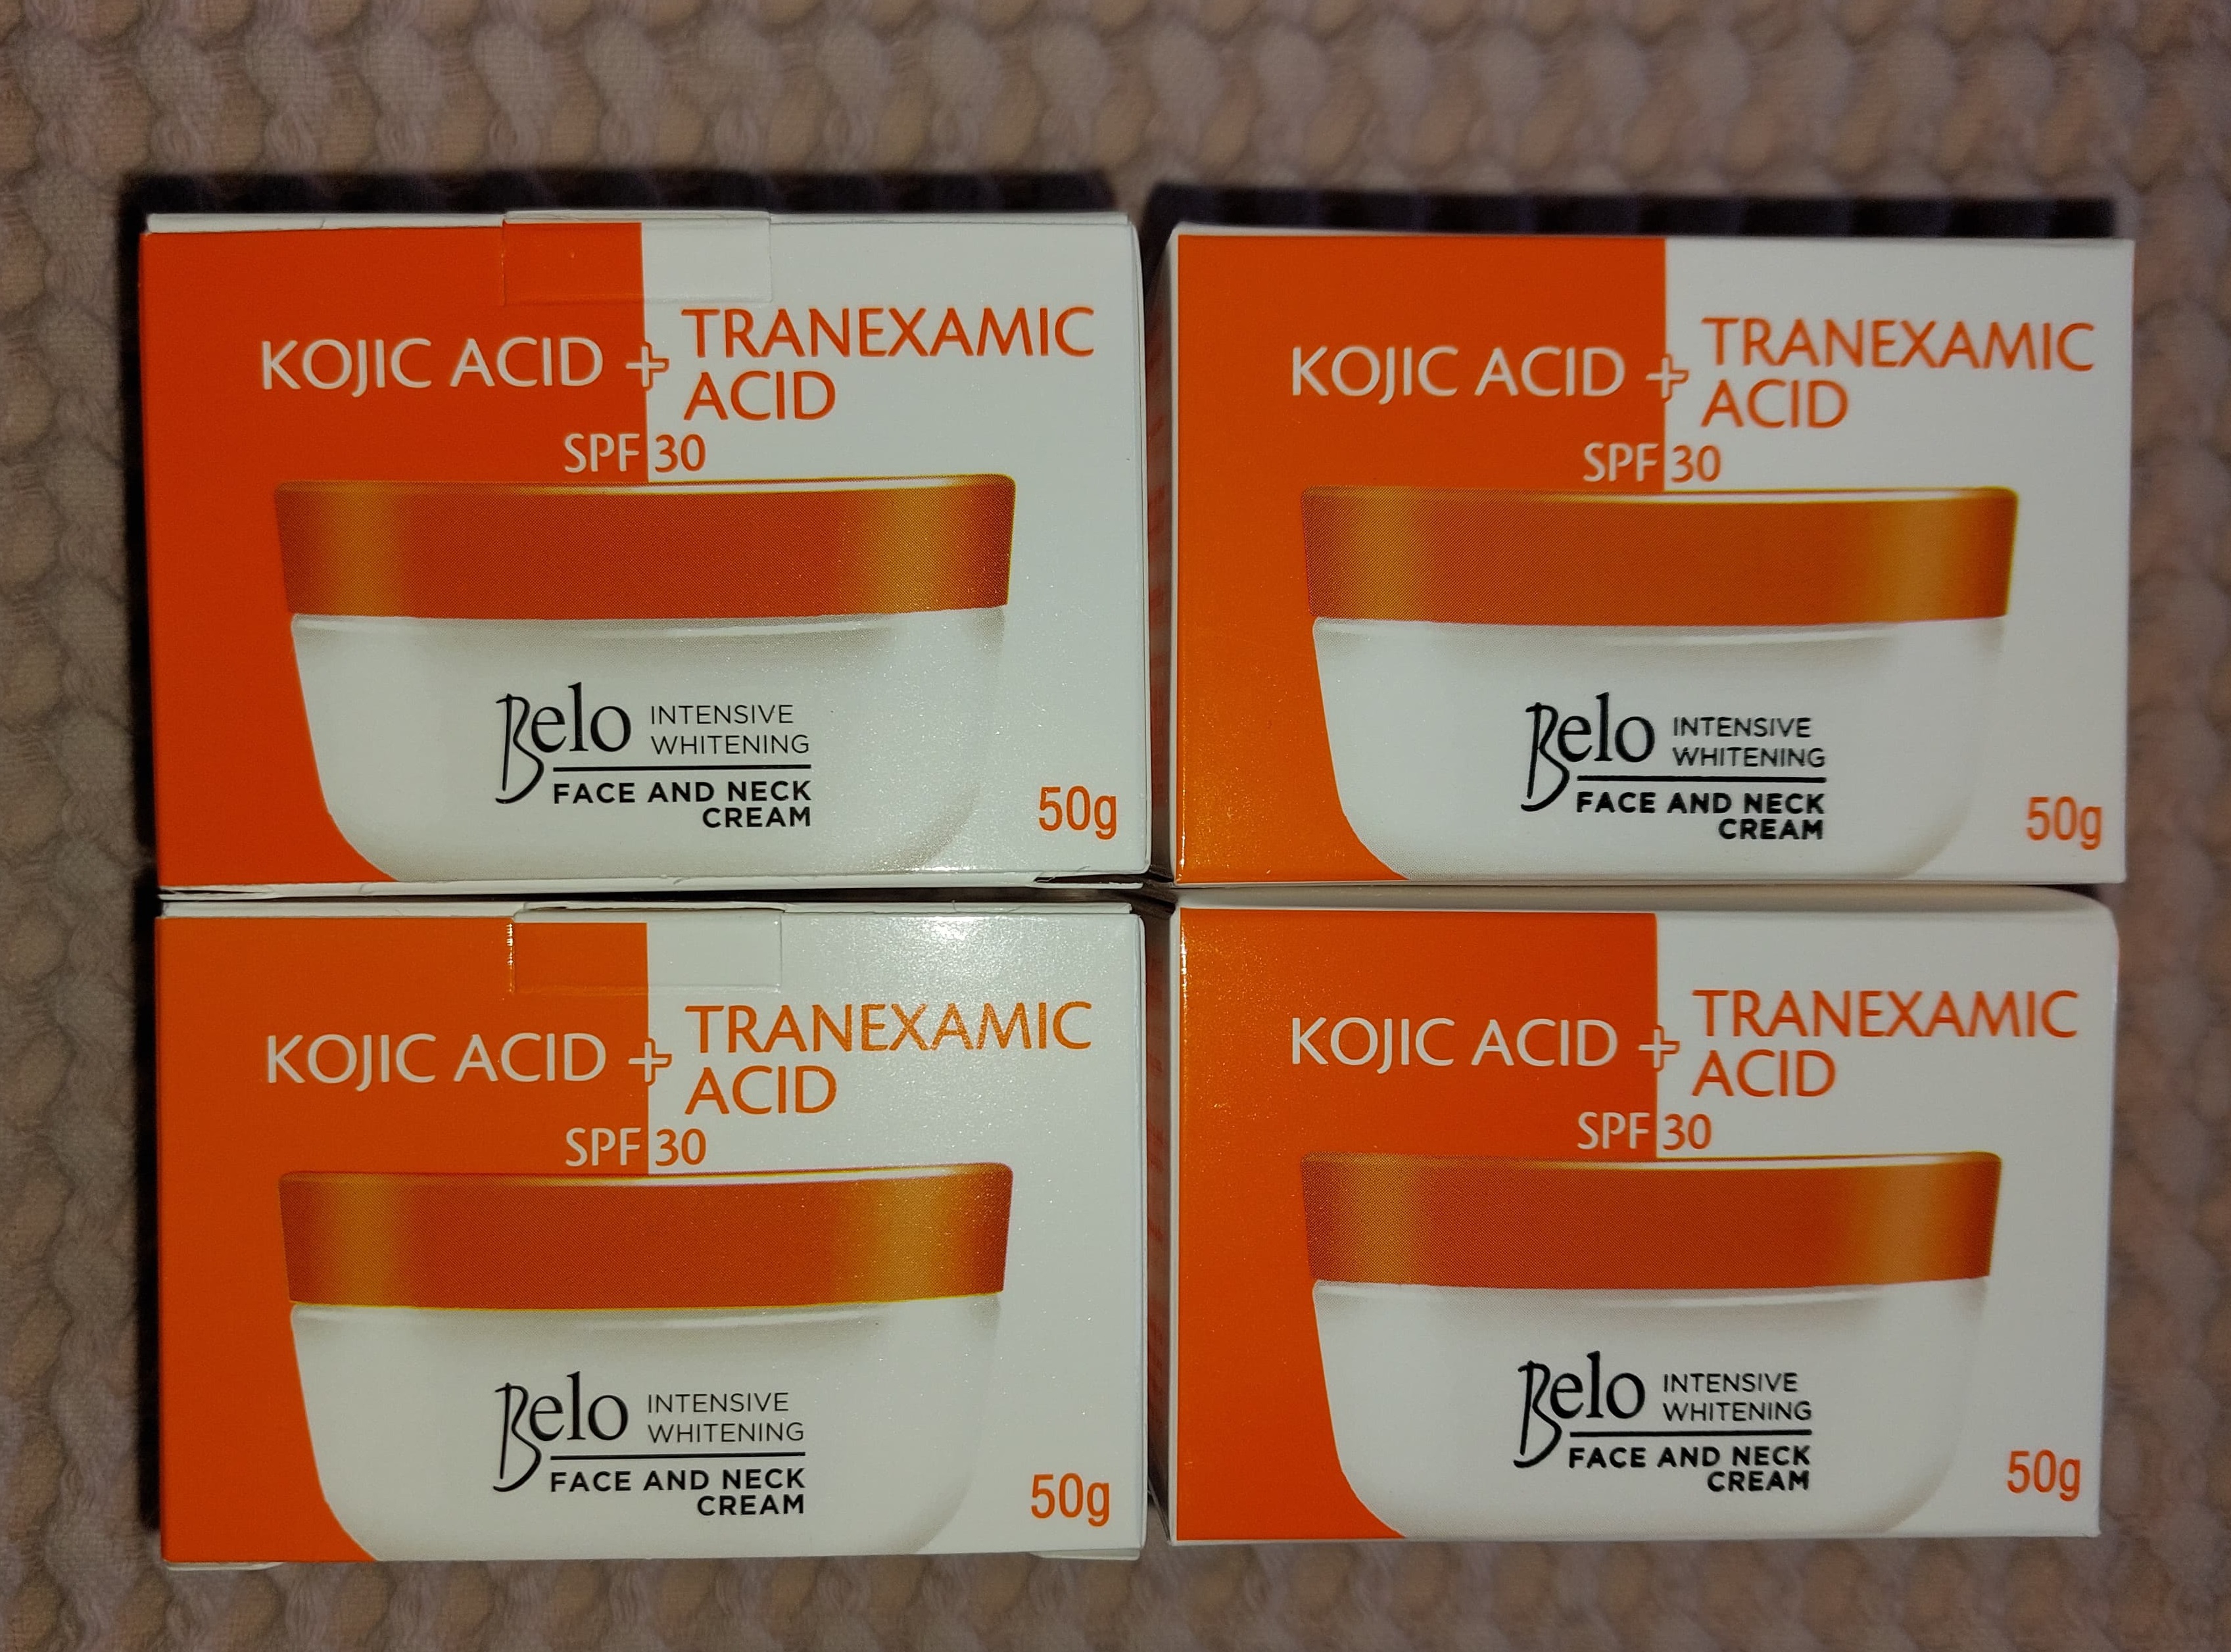 KOJIC ACID + TRANEXAMIC
ACID
SPF 30
Belo INTENSIVE
WHITENING
FACE AND NECK
CREAM
50g
KOJIC ACID + TRANEXAMIC
ACID
SPF 30
Belo INTENSIVE
WHITENING
FACE AND NECK
CREAM
50g
KOJIC ACID + TRANEXAMIC
ACID
SPF 30
Belo INTENSIVE
WHITENING
FACE AND NECK
CREAM
50g
KOJIC ACID + TRANEXAMIC
ACID
SPF 30
Belo INTENSIVE
WHITENING
FACE AND NECK
CREAM
50g